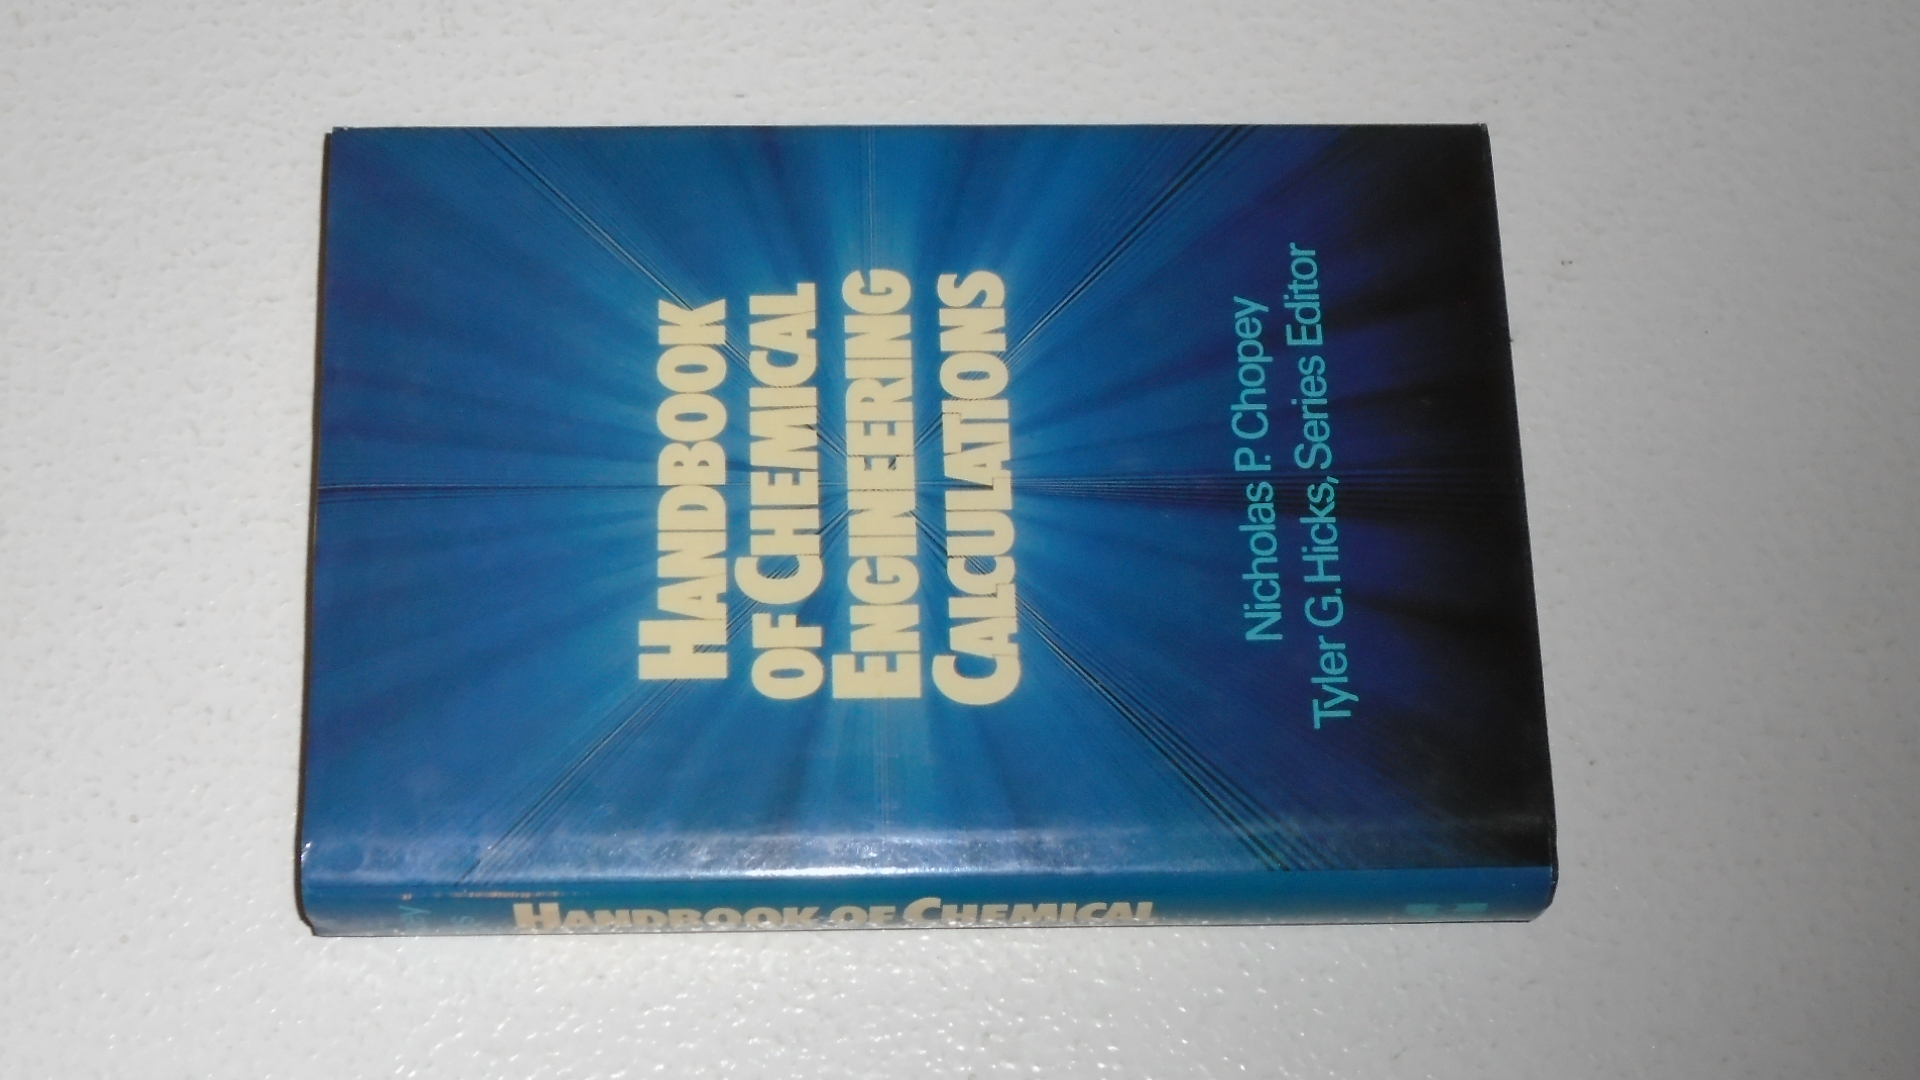 HANDBOOK
OF CHEMICAL
ENGINEERING
CALCULATIONS
Nicholas P. Chopey
Tyler G. Hicks, Series Editor
HANDBOOK OF CHEMICAL